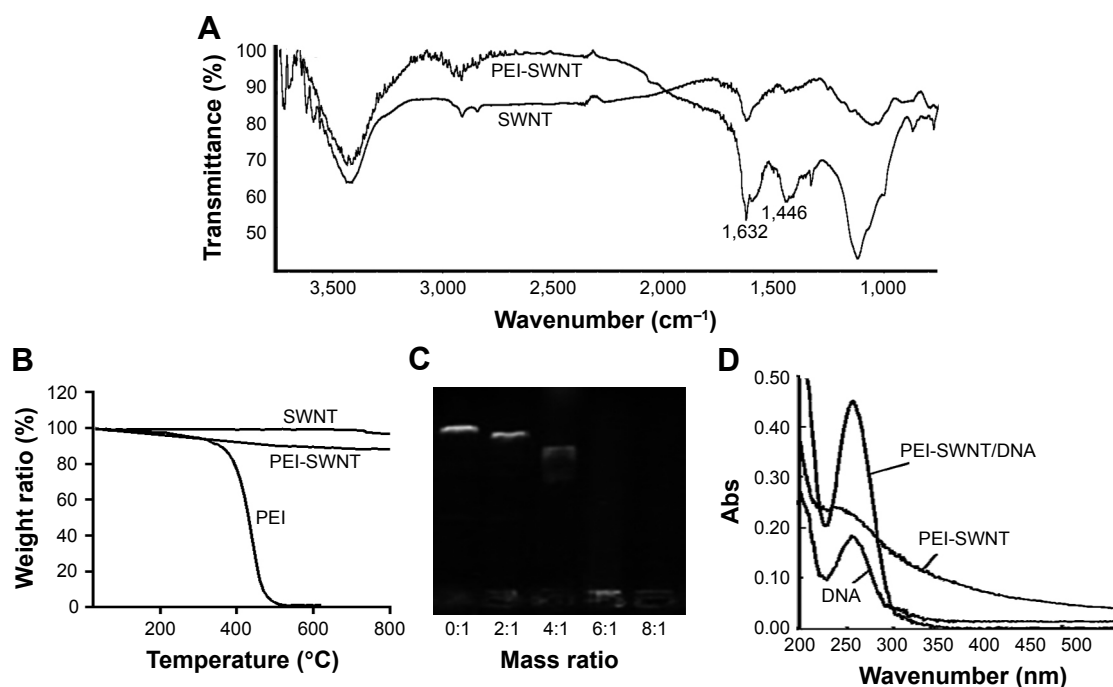 A
Transmittance (%)
100
90
80
70
60
50
PEI-SWNT
SWNT
1,632
1,446
3,500 3,000 2,500 2,000 1,500 1,000
Wavenumber (cm⁻¹)
B
Weight ratio (%)
120
100
80
60
40
20
0
SWNT
PEI-SWNT
PEI
200 400 600 800
Temperature (°C)
C
0:1 2:1 4:1 6:1 8:1
Mass ratio
D
Abs
0.50
0.40
0.30
0.20
0.10
0.00
PEI-SWNT/DNA
PEI-SWNT
DNA
200 250 300 350 400 450 500
Wavenumber (nm)